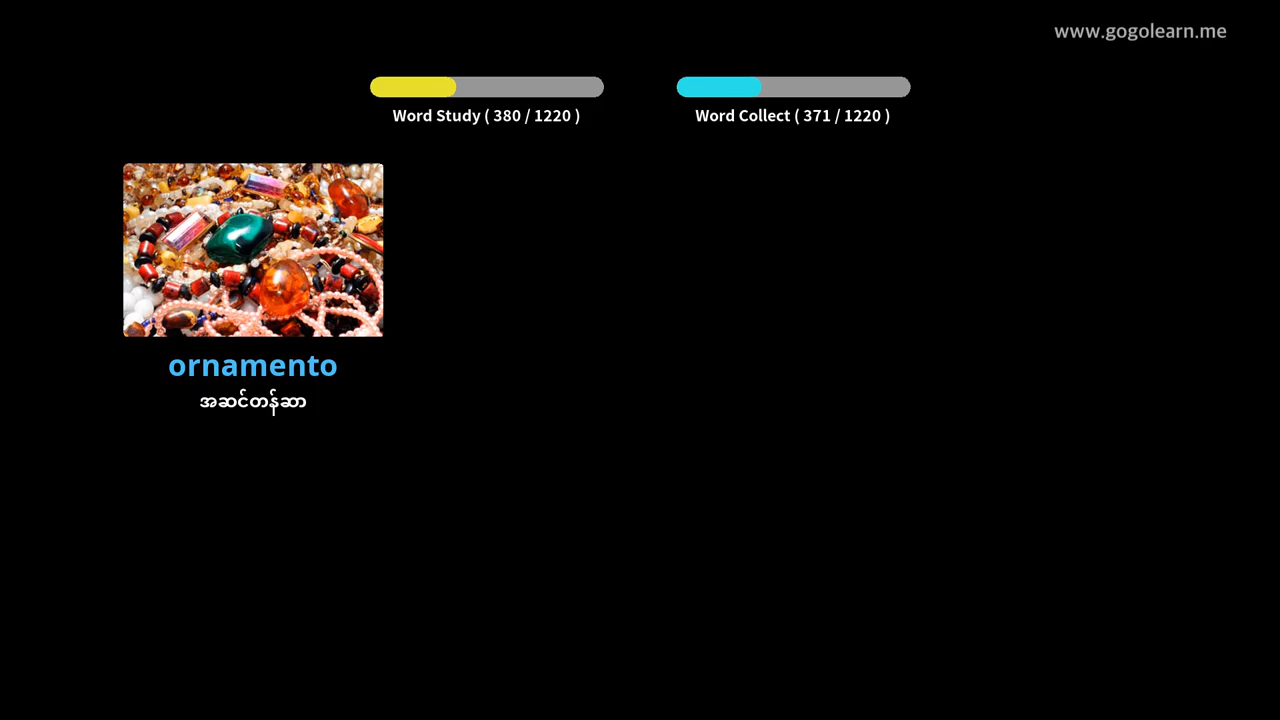 www.gogolearn.me
Word Study ( 380 / 1220 )
Word Collect ( 371 / 1220 )
ornamento
အဆင်တန်ဆာ